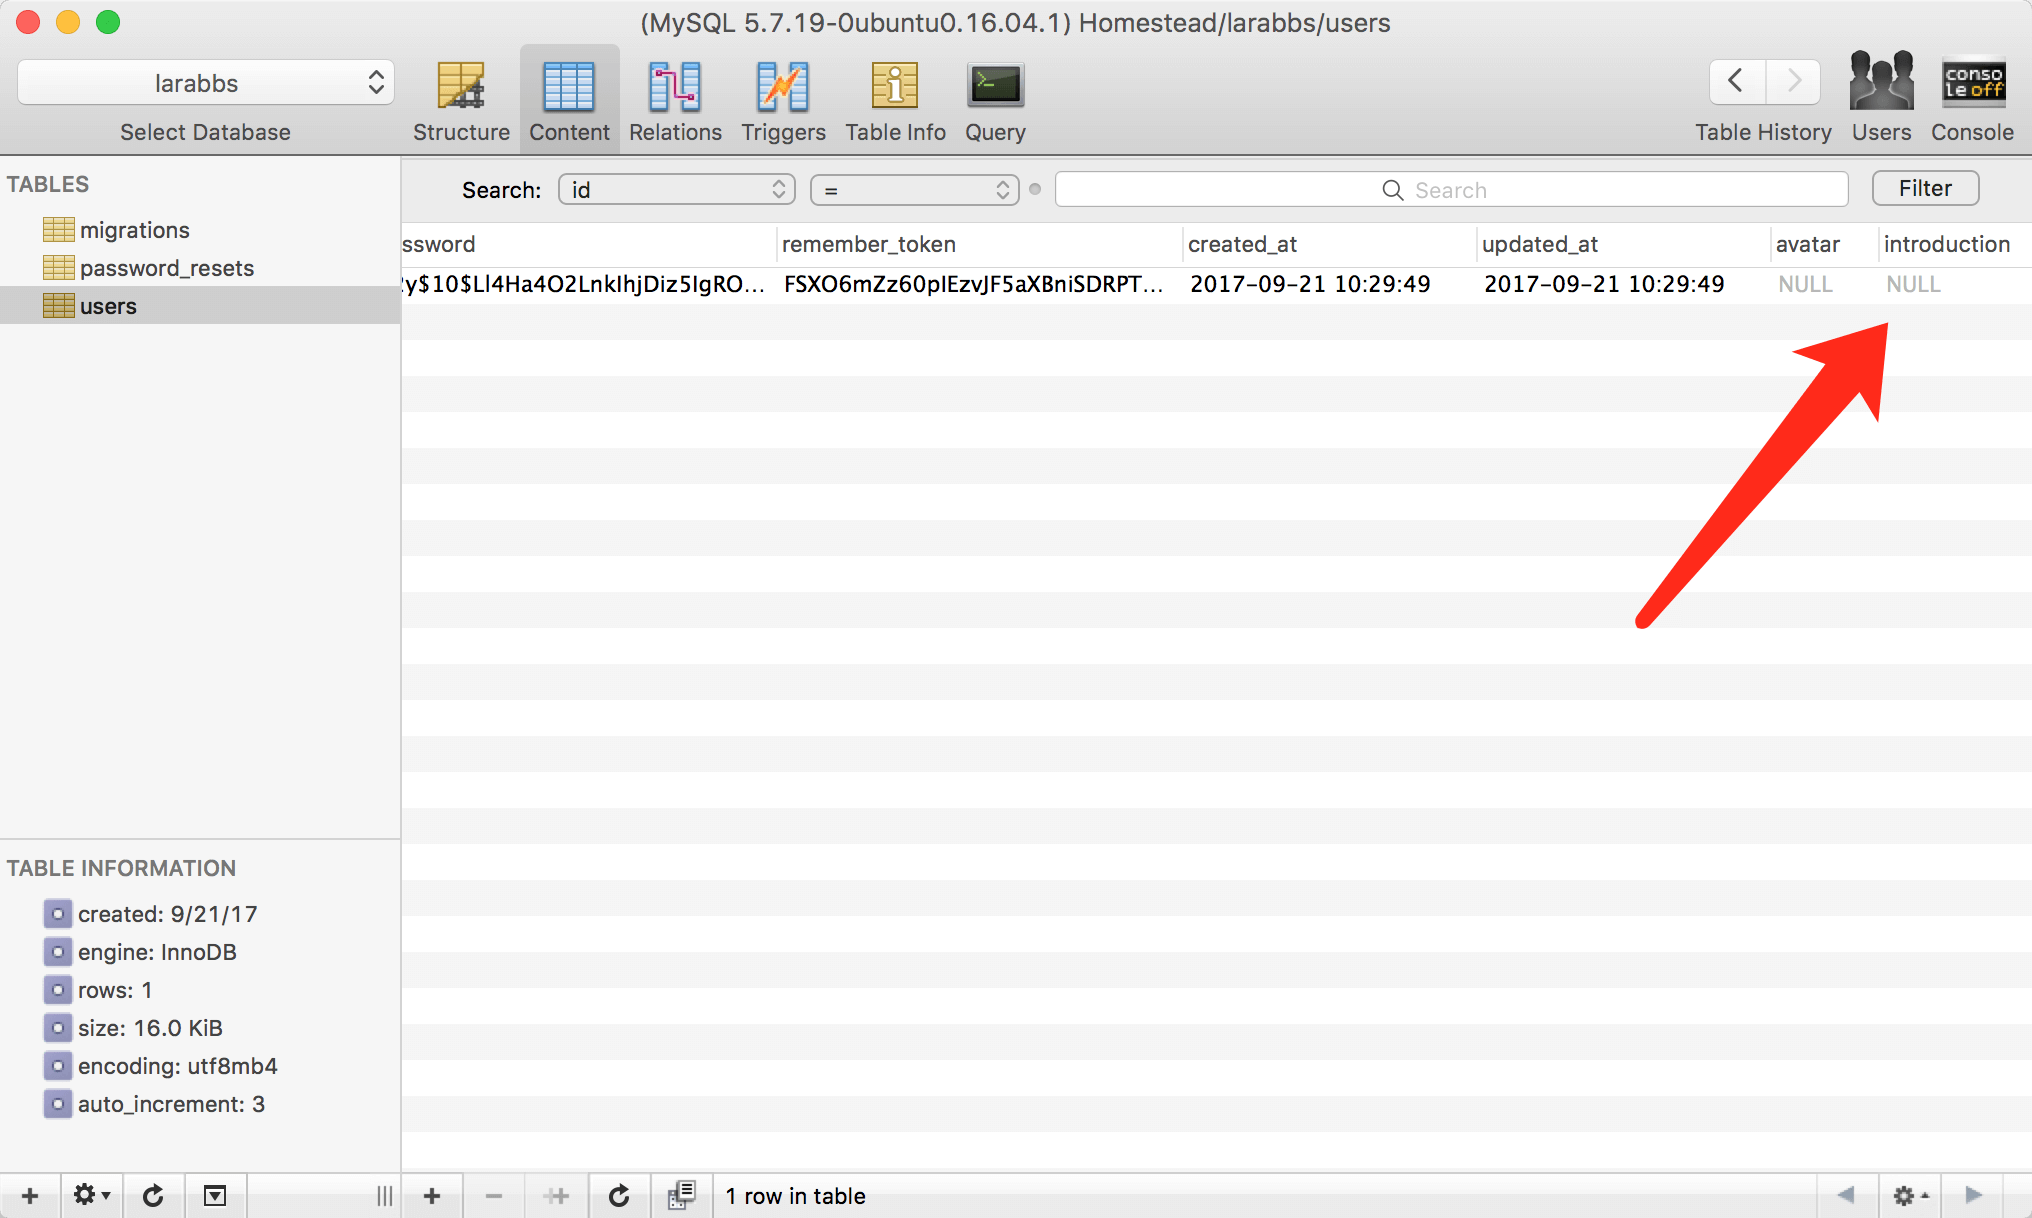 (MySQL 5.7.19-0ubuntu0.16.04.1) Homestead/larabbs/users
larabbs
Select Database
Structure
Content
Relations
Triggers
Table Info
Query
Table History
Users
conso
le off
Console
TABLES
migrations
password_resets
users
Search:
id
=
Search
Filter
ssword
remember_token
created_at
updated_at
avatar
introduction
y$10$Ll4Ha4O2LnkIhjDiz5IgRO...
FSXO6mZz60pIEzvJF5aXBniSDRPT...
2017-09-21 10:29:49
2017-09-21 10:29:49
NULL
NULL
TABLE INFORMATION
created: 9/21/17
engine: InnoDB
rows: 1
size: 16.0 KiB
encoding: utf8mb4
auto_increment: 3
1 row in table